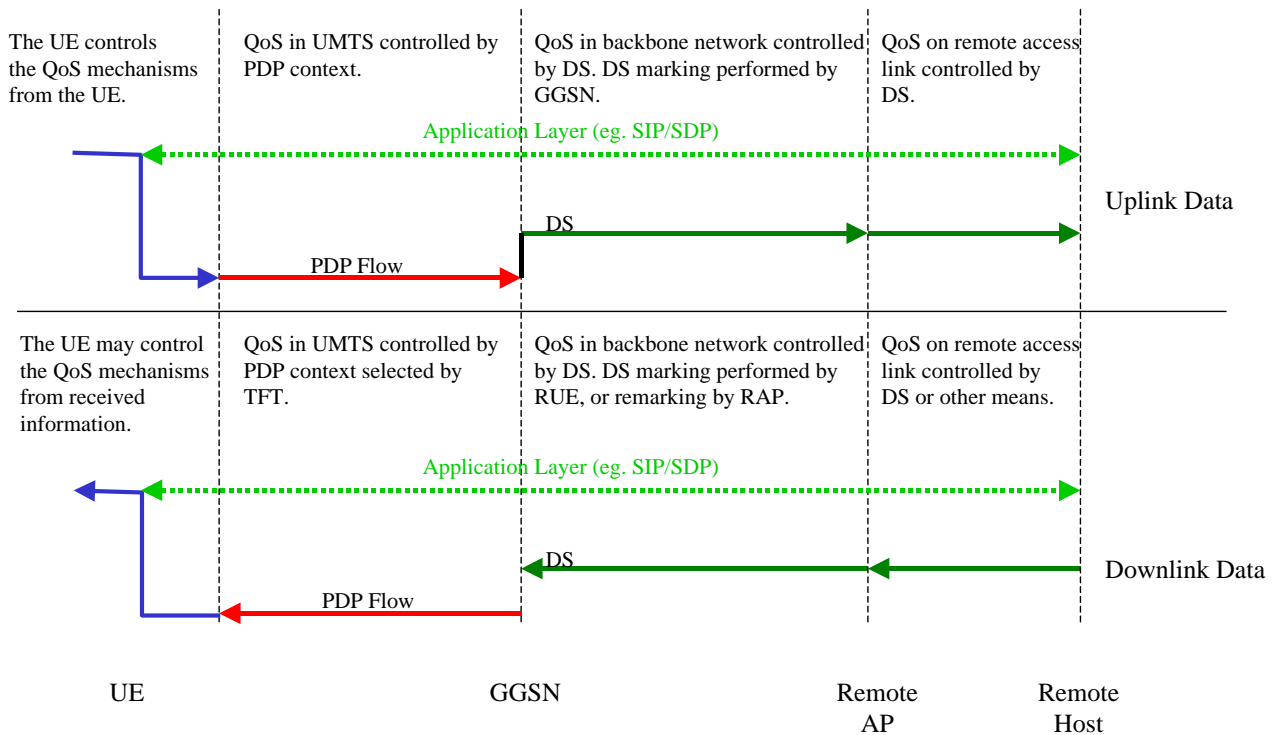 The UE controls
the QoS mechanisms
from the UE.
QoS in UMTS controlled by
PDP context.
QoS in backbone network controlled
by DS. DS marking performed by
GGSN.
QoS on remote access
link controlled by
DS.
Application Layer (eg. SIP/SDP)
Uplink Data
DS
PDP Flow
The UE may control
the QoS mechanisms
from received
information.
QoS in UMTS controlled by
PDP context selected by
TFT.
QoS in backbone network controlled
by DS. DS marking performed by
RUE, or remarking by RAP.
QoS on remote access
link controlled by
DS or other means.
Application Layer (eg. SIP/SDP)
DS
Downlink Data
PDP Flow
UE
GGSN
Remote
AP
Remote
Host